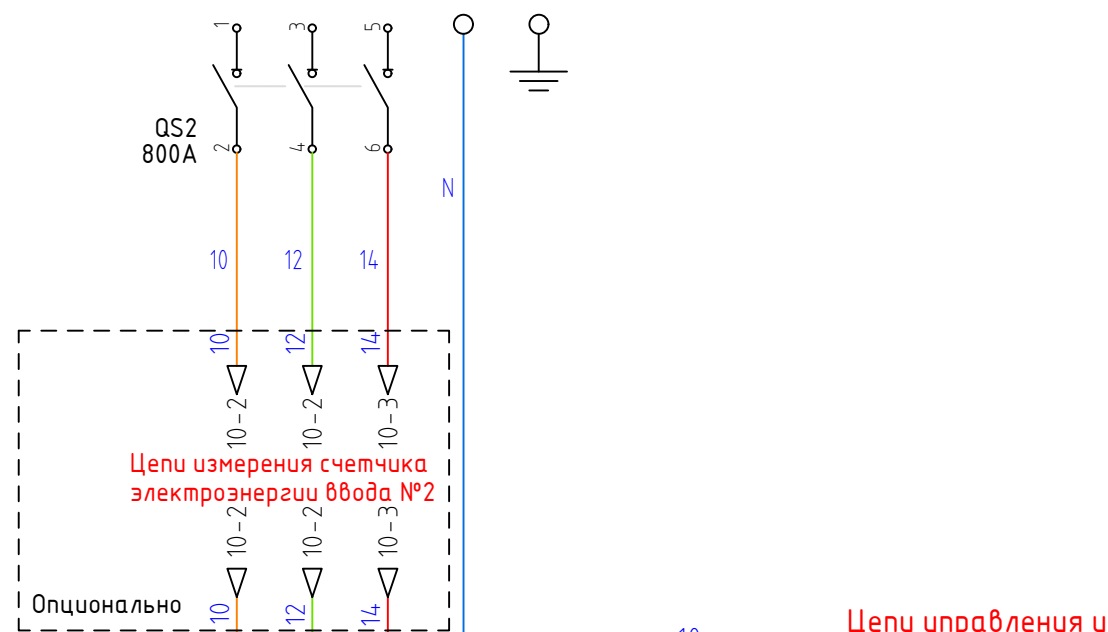 1 3 5
QS2
800A
2 4 6
N
10 12 14
10 12 14
10-2 10-2 10-3
Цепи измерения счетчика
электроэнергии ввода №2
10-2 10-2 10-3
Опционально
10 12 14
Цепи управления и